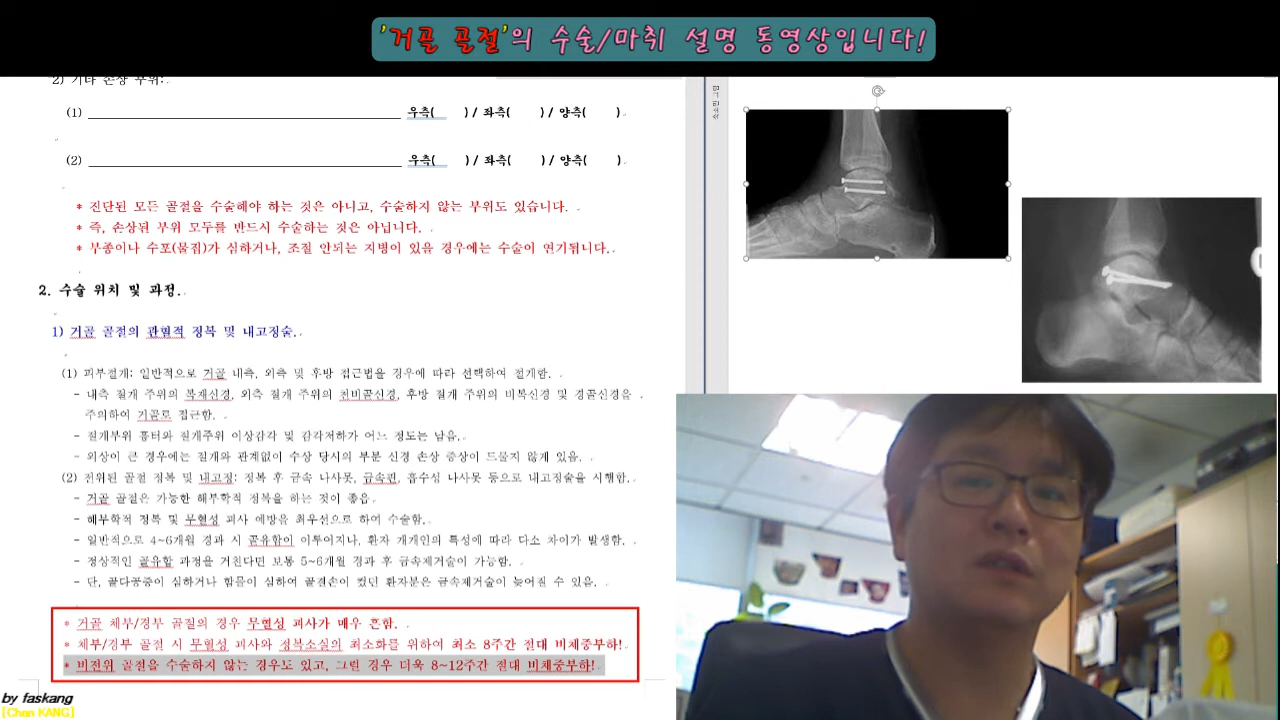 '거골 골절'의 수술/마취 설명 동영상입니다!
2) 기타 손상 부위:
(1) 우측( ) / 좌측( ) / 양측( ).
(2) 우측( ) / 좌측( ) / 양측( ).
* 진단된 모든 골절을 수술해야 하는 것은 아니고, 수술하지 않는 부위도 있습니다.
* 즉, 손상된 부위 모두를 반드시 수술하는 것은 아닙니다.
* 부종이나 수포(물집)가 심하거나, 조절 안되는 지병이 있을 경우에는 수술이 연기됩니다.
2. 수술 위치 및 과정.
1) 거골 골절의 관혈적 정복 및 내고정술.
(1) 피부절개: 일반적으로 거골 내측, 외측 및 후방 접근법을 경우에 따라 선택하여 절개함.
- 내측 절개 주위의 복재신경, 외측 절개 주위의 천비골신경, 후방 절개 주위의 비복신경 및 경골신경을
주의하여 거골로 접근함.
- 절개부위 흉터와 절개주위 이상감각 및 감각저하가 어느 정도는 남음.
- 외상이 큰 경우에는 절개와 관계없이 수상 당시의 부분 신경 손상 증상이 드물지 않게 있음.
(2) 전위된 골절 정복 및 내고정: 정복 후 금속 나사못, 금속판, 흡수성 나사못 등으로 내고정술을 시행함.
- 거골 골절은 가능한 해부학적 정복을 하는 것이 좋음.
- 해부학적 정복 및 무혈성 괴사 예방을 최우선으로 하여 수술함.
- 일반적으로 4~6개월 경과 시 골유합이 이루어지나, 환자 개개인의 특성에 따라 다소 차이가 발생함.
- 정상적인 골유합 과정을 거친다면 보통 5~6개월 경과 후 금속제거술이 가능함.
- 단, 골다공증이 심하거나 함몰이 심하여 골결손이 컸던 환자분은 금속제거술이 늦어질 수 있음.
* 거골 체부/경부 골절의 경우 무혈성 괴사가 매우 흔함.
* 체부/경부 골절 시 무혈성 괴사와 정복소실의 최소화를 위하여 최소 8주간 절대 비체중부하!
* 비전위 골절을 수술하지 않는 경우도 있고, 그럴 경우 더욱 8~12주간 절대 비체중부하!
by faskang
[Chan KANG]